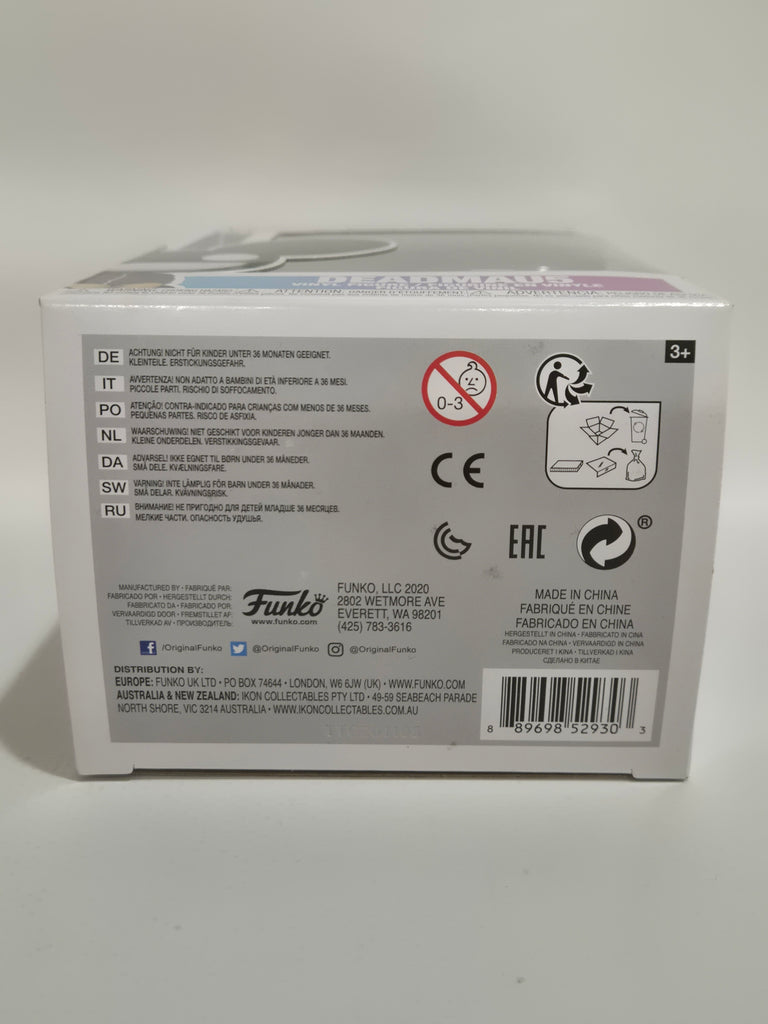 DEADMAU5
VINYL FIGURE
EN VINYLE
ATTENTION:
ADVERTENCIA:
3+
DE ACHTUNG! NICHT FÜR KINDER UNTER 36 MONATEN GEEIGNET.
KLEINTEILE. ERSTICKUNGSGEFAHR.
IT AVVERTENZA! NON ADATTO A BAMBINI DI ETÀ INFERIORE A 36 MESI.
PICCOLE PARTI. RISCHIO DI SOFFOCAMENTO.
PO ATENÇÃO! CONTRA-INDICADO PARA CRIANÇAS COM MENOS DE 36 MESES.
PEQUENAS PARTES. RISCO DE ASFIXIA.
NL WAARSCHUWING! NIET GESCHIKT VOOR KINDEREN JONGER DAN 36 MAANDEN.
KLEINE ONDERDELEN. VERSTIKKINGSGEVAAR.
DA ADVARSEL! IKKE EGNET TIL BØRN UNDER 36 MÅNEDER.
SMÅ DELE. KVÆLNINGSFARE.
SW VARNING! INTE LÄMPLIG FÖR BARN UNDER 36 MÅNADER.
SMÅ DELAR. KVÄVNINGSRISK.
RU ВНИМАНИЕ! НЕ ПРИГОДНО ДЛЯ ДЕТЕЙ МЛАДШЕ 36 МЕСЯЦЕВ.
МЕЛКИЕ ЧАСТИ. ОПАСНОСТЬ УДУШЬЯ.
0-3
CE
EAC
®
MANUFACTURED BY • FABRIQUÉ PAR:
FABRICADO POR • HERGESTELLT DURCH:
FABBRICATO DA • FABRICADO POR:
VERVAARDIGD DOOR • FREMSTILLET AF:
TILLVERKAD AV • ПРОИЗВОДИТЕЛЬ:
Funko
www.funko.com
FUNKO, LLC 2020
2802 WETMORE AVE
EVERETT, WA 98201
(425) 783-3616
/OriginalFunko @OriginalFunko @OriginalFunko
MADE IN CHINA
FABRIQUÉ EN CHINE
FABRICADO EN CHINA
HERGESTELLT IN CHINA • FABBRICATO IN CINA
FABRICADO NA CHINA • VERVAARDIGD IN CHINA
PRODUCERET I KINA • TILLVERKAD I KINA
СДЕЛАНО В КИТАЕ
DISTRIBUTION BY:
EUROPE: FUNKO UK LTD • PO BOX 74644 • LONDON, W6 6JW (UK) • WWW.FUNKO.COM
AUSTRALIA & NEW ZEALAND: IKON COLLECTABLES PTY LTD • 49-59 SEABEACH PARADE
NORTH SHORE, VIC 3214 AUSTRALIA • WWW.IKONCOLLECTABLES.COM.AU
8 89698 52930 3